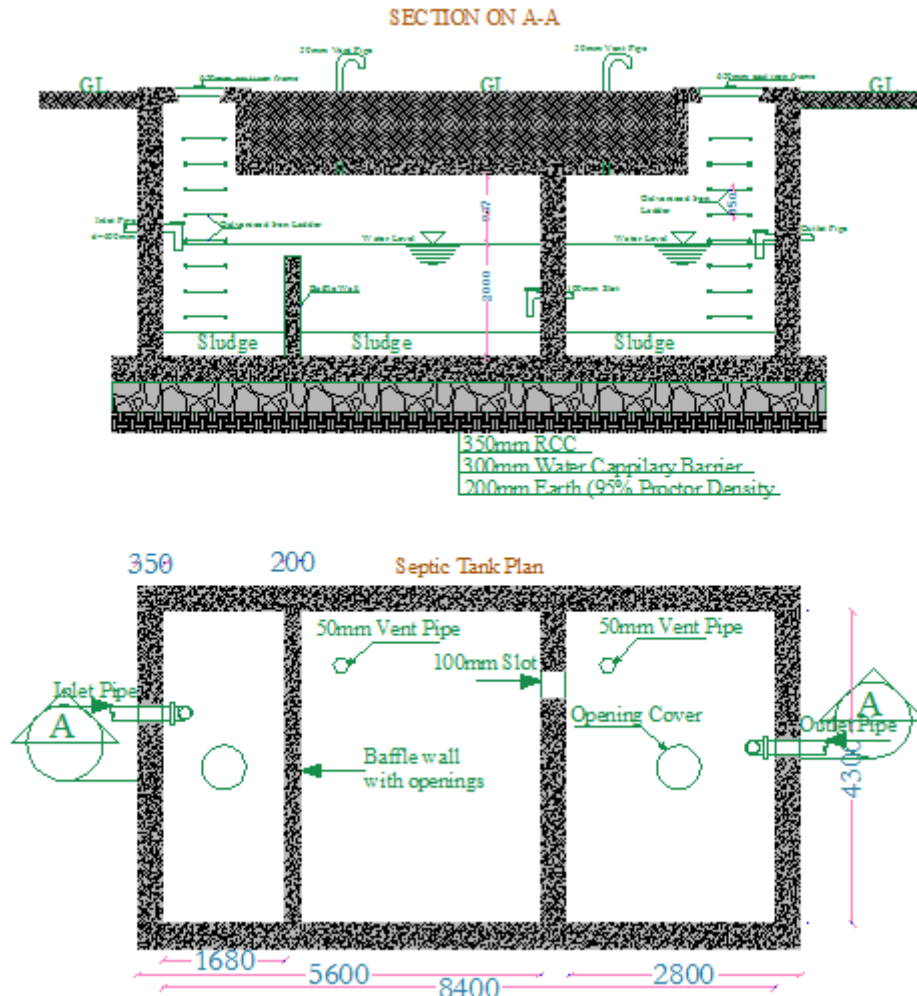 SECTION ON A-A
50mm Vent Pipe
50mm Vent Pipe
GL
GL
GL
Inlet Pipe
Galvanised Iron Ladder
Water Level
Water Level
Galvanised Iron
Ladder
450
Outlet Pipe
2000
100mm Slot
Baffle Wall
Sludge
Sludge
Sludge
350mm RCC
300mm Water Cappilary Barrier
200mm Earth (95% Proctor Density
350
200
Septic Tank Plan
50mm Vent Pipe
50mm Vent Pipe
100mm Slot
Inlet Pipe
A
Opening Cover
A
Outlet Pipe
Baffle wall
with openings
4300
1680
5600
2800
8400